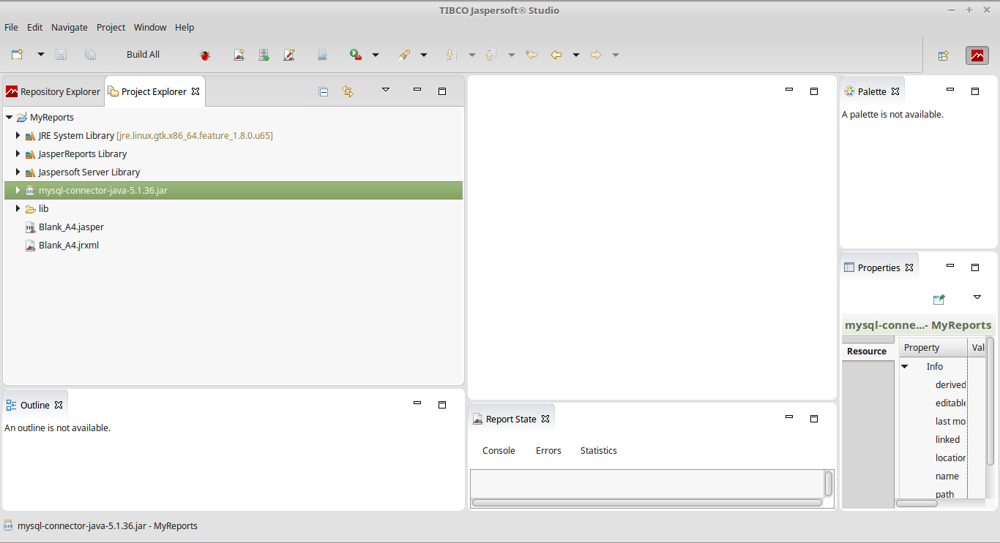 TIBCO Jaspersoft® Studio
File Edit Navigate Project Window Help
Build All
Repository Explorer Project Explorer
MyReports
JRE System Library [jre.linux.gtk.x86_64.feature_1.8.0.u65]
JasperReports Library
Jaspersoft Server Library
mysql-connector-java-5.1.36.jar
lib
Blank_A4.jasper
Blank_A4.jrxml
Outline
An outline is not available.
Report State
Console Errors Statistics
Palette
A palette is not available.
Properties
mysql-conne...- MyReports
Resource
Property Val
Info
derived
editable
last mo
linked
location
name
path
mysql-connector-java-5.1.36.jar - MyReports